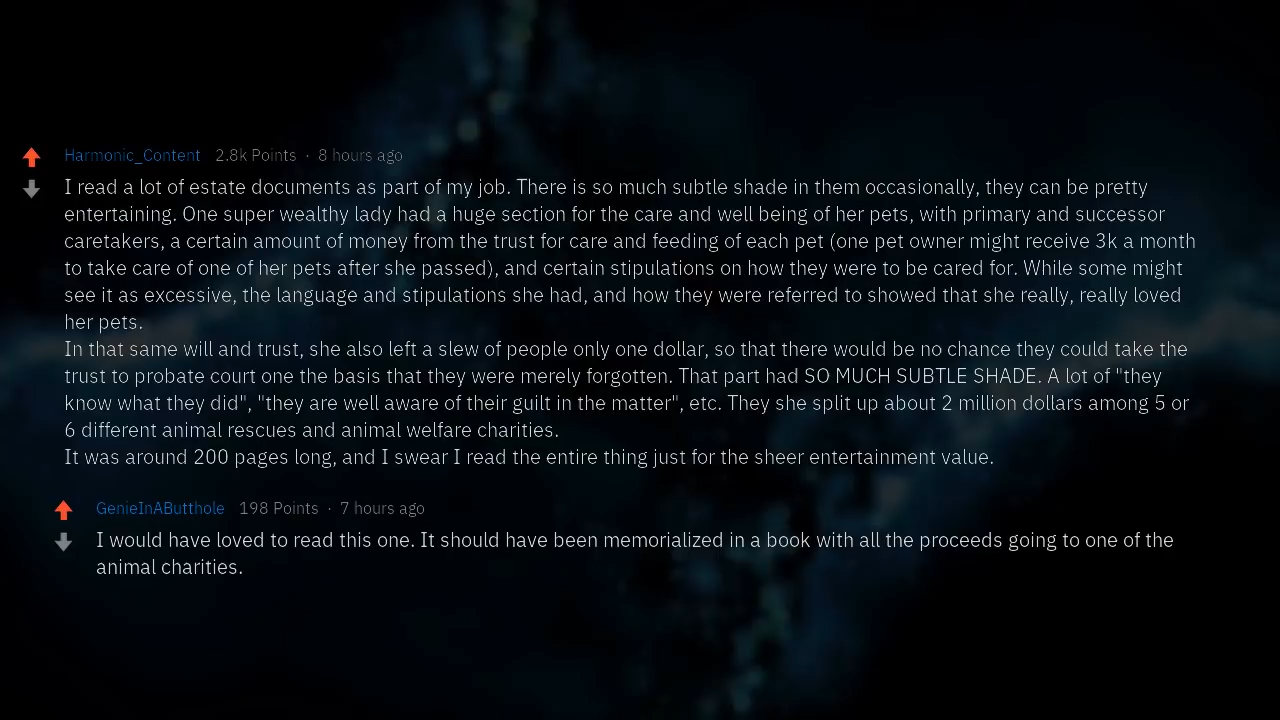 Harmonic_Content 2.8k Points · 8 hours ago
I read a lot of estate documents as part of my job. There is so much subtle shade in them occasionally, they can be pretty
entertaining. One super wealthy lady had a huge section for the care and well being of her pets, with primary and successor
caretakers, a certain amount of money from the trust for care and feeding of each pet (one pet owner might receive 3k a month
to take care of one of her pets after she passed), and certain stipulations on how they were to be cared for. While some might
see it as excessive, the language and stipulations she had, and how they were referred to showed that she really, really loved
her pets.
In that same will and trust, she also left a slew of people only one dollar, so that there would be no chance they could take the
trust to probate court one the basis that they were merely forgotten. That part had SO MUCH SUBTLE SHADE. A lot of "they
know what they did", "they are well aware of their guilt in the matter", etc. They she split up about 2 million dollars among 5 or
6 different animal rescues and animal welfare charities.
It was around 200 pages long, and I swear I read the entire thing just for the sheer entertainment value.
GenieInAButthole 198 Points · 7 hours ago
I would have loved to read this one. It should have been memorialized in a book with all the proceeds going to one of the
animal charities.